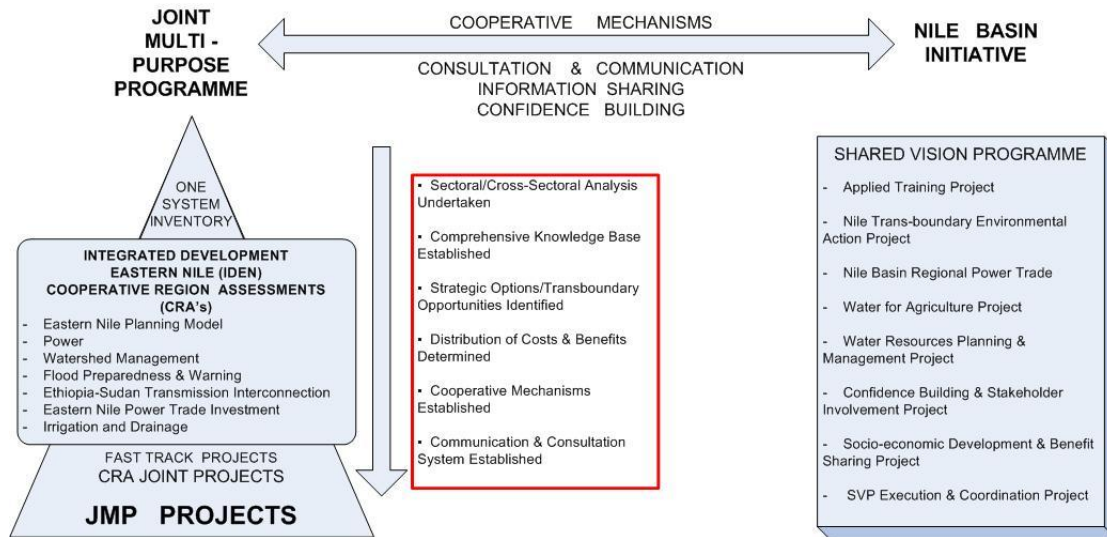 JOINT
MULTI -
PURPOSE
PROGRAMME
COOPERATIVE MECHANISMS
CONSULTATION & COMMUNICATION
INFORMATION SHARING
CONFIDENCE BUILDING
NILE BASIN
INITIATIVE
ONE
SYSTEM
INVENTORY
INTEGRATED DEVELOPMENT
EASTERN NILE (IDEN)
COOPERATIVE REGION ASSESSMENTS
(CRA's)
- Eastern Nile Planning Model
- Power
- Watershed Management
- Flood Preparedness & Warning
- Ethiopia-Sudan Transmission Interconnection
- Eastern Nile Power Trade Investment
- Irrigation and Drainage
FAST TRACK PROJECTS
CRA JOINT PROJECTS
JMP PROJECTS
▪ Sectoral/Cross-Sectoral Analysis
Undertaken
▪ Comprehensive Knowledge Base
Established
▪ Strategic Options/Transboundary
Opportunities Identified
▪ Distribution of Costs & Benefits
Determined
▪ Cooperative Mechanisms
Established
▪ Communication & Consultation
System Established
SHARED VISION PROGRAMME
- Applied Training Project
- Nile Trans-boundary Environmental
Action Project
- Nile Basin Regional Power Trade
- Water for Agriculture Project
- Water Resources Planning &
Management Project
- Confidence Building & Stakeholder
Involvement Project
- Socio-economic Development & Benefit
Sharing Project
- SVP Execution & Coordination Project